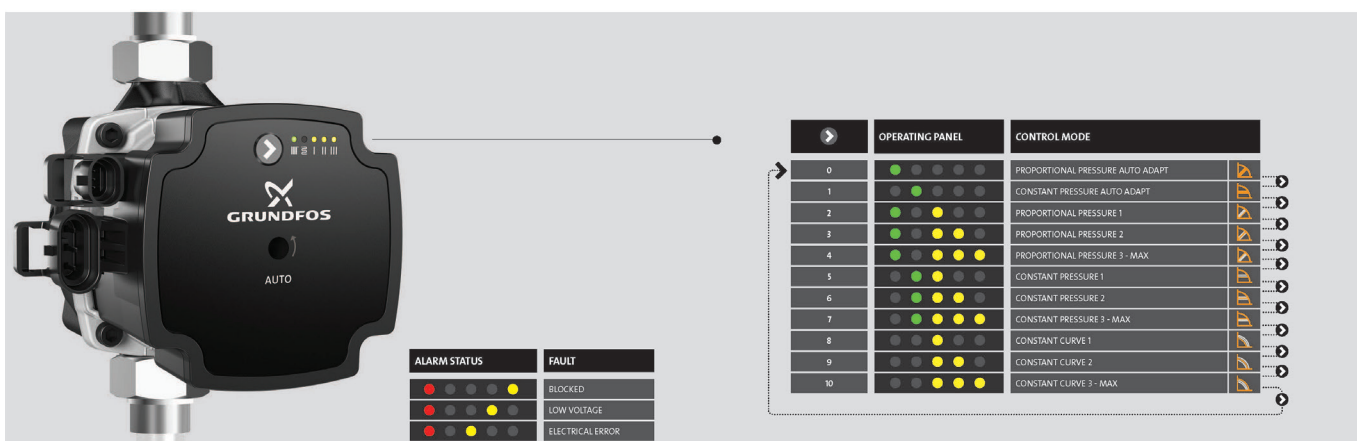 GRUNDFOS
AUTO
I II III
ALARM STATUS FAULT
BLOCKED
LOW VOLTAGE
ELECTRICAL ERROR
OPERATING PANEL CONTROL MODE
0 PROPORTIONAL PRESSURE AUTO ADAPT
1 CONSTANT PRESSURE AUTO ADAPT
2 PROPORTIONAL PRESSURE 1
3 PROPORTIONAL PRESSURE 2
4 PROPORTIONAL PRESSURE 3 - MAX
5 CONSTANT PRESSURE 1
6 CONSTANT PRESSURE 2
7 CONSTANT PRESSURE 3 - MAX
8 CONSTANT CURVE 1
9 CONSTANT CURVE 2
10 CONSTANT CURVE 3 - MAX